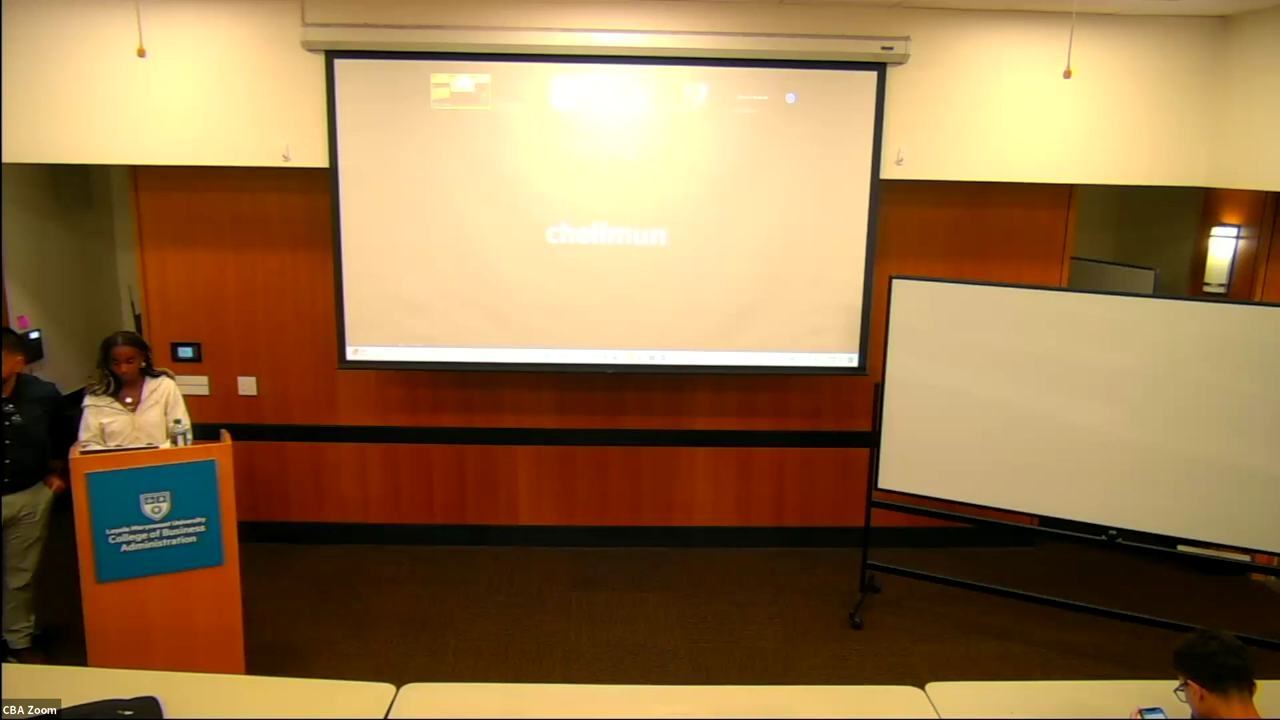 chellmun
Loyola Marymount University
College of Business
Administration
CBA Zoom